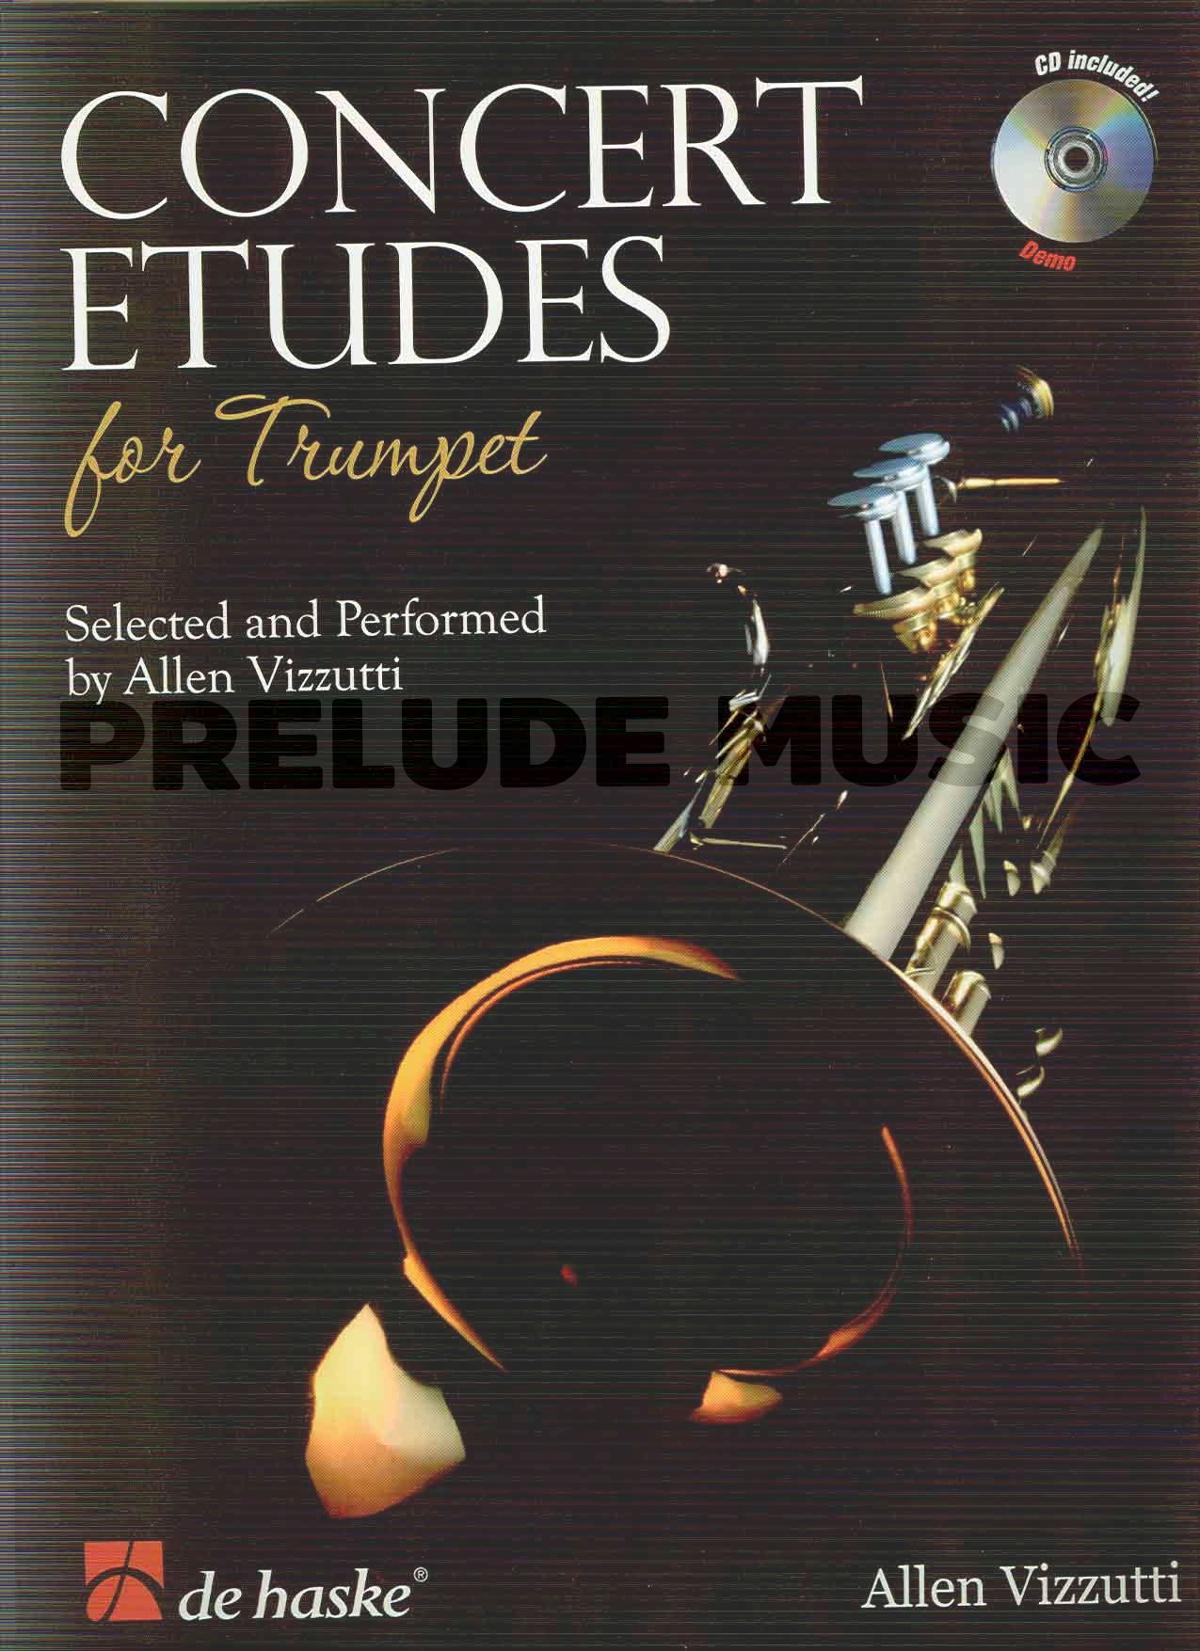 CD included!
CONCERT
ETUDES
Demo
for Trumpet
Selected and Performed
by Allen Vizzutti
PRELUDE MUSIC
de haske®
Allen Vizzutti